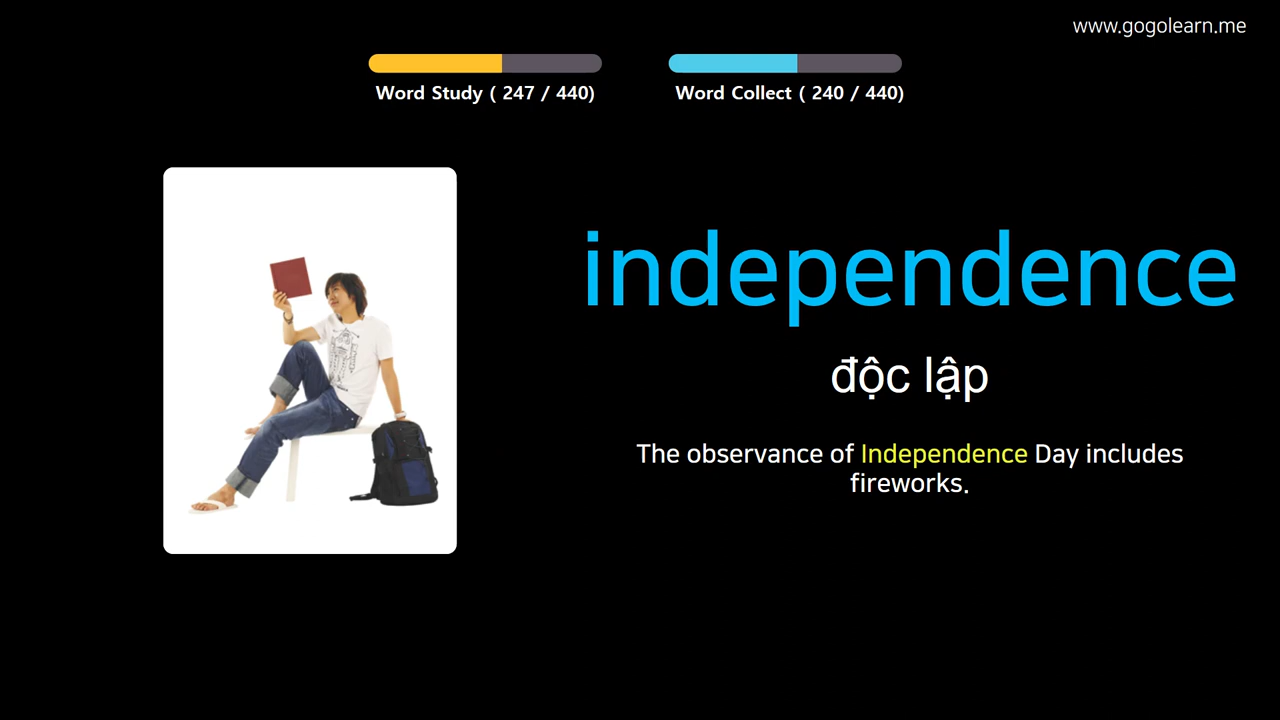 www.gogolearn.me
Word Study ( 247 / 440)
Word Collect ( 240 / 440)
independence
độc lập
The observance of Independence Day includes
fireworks.